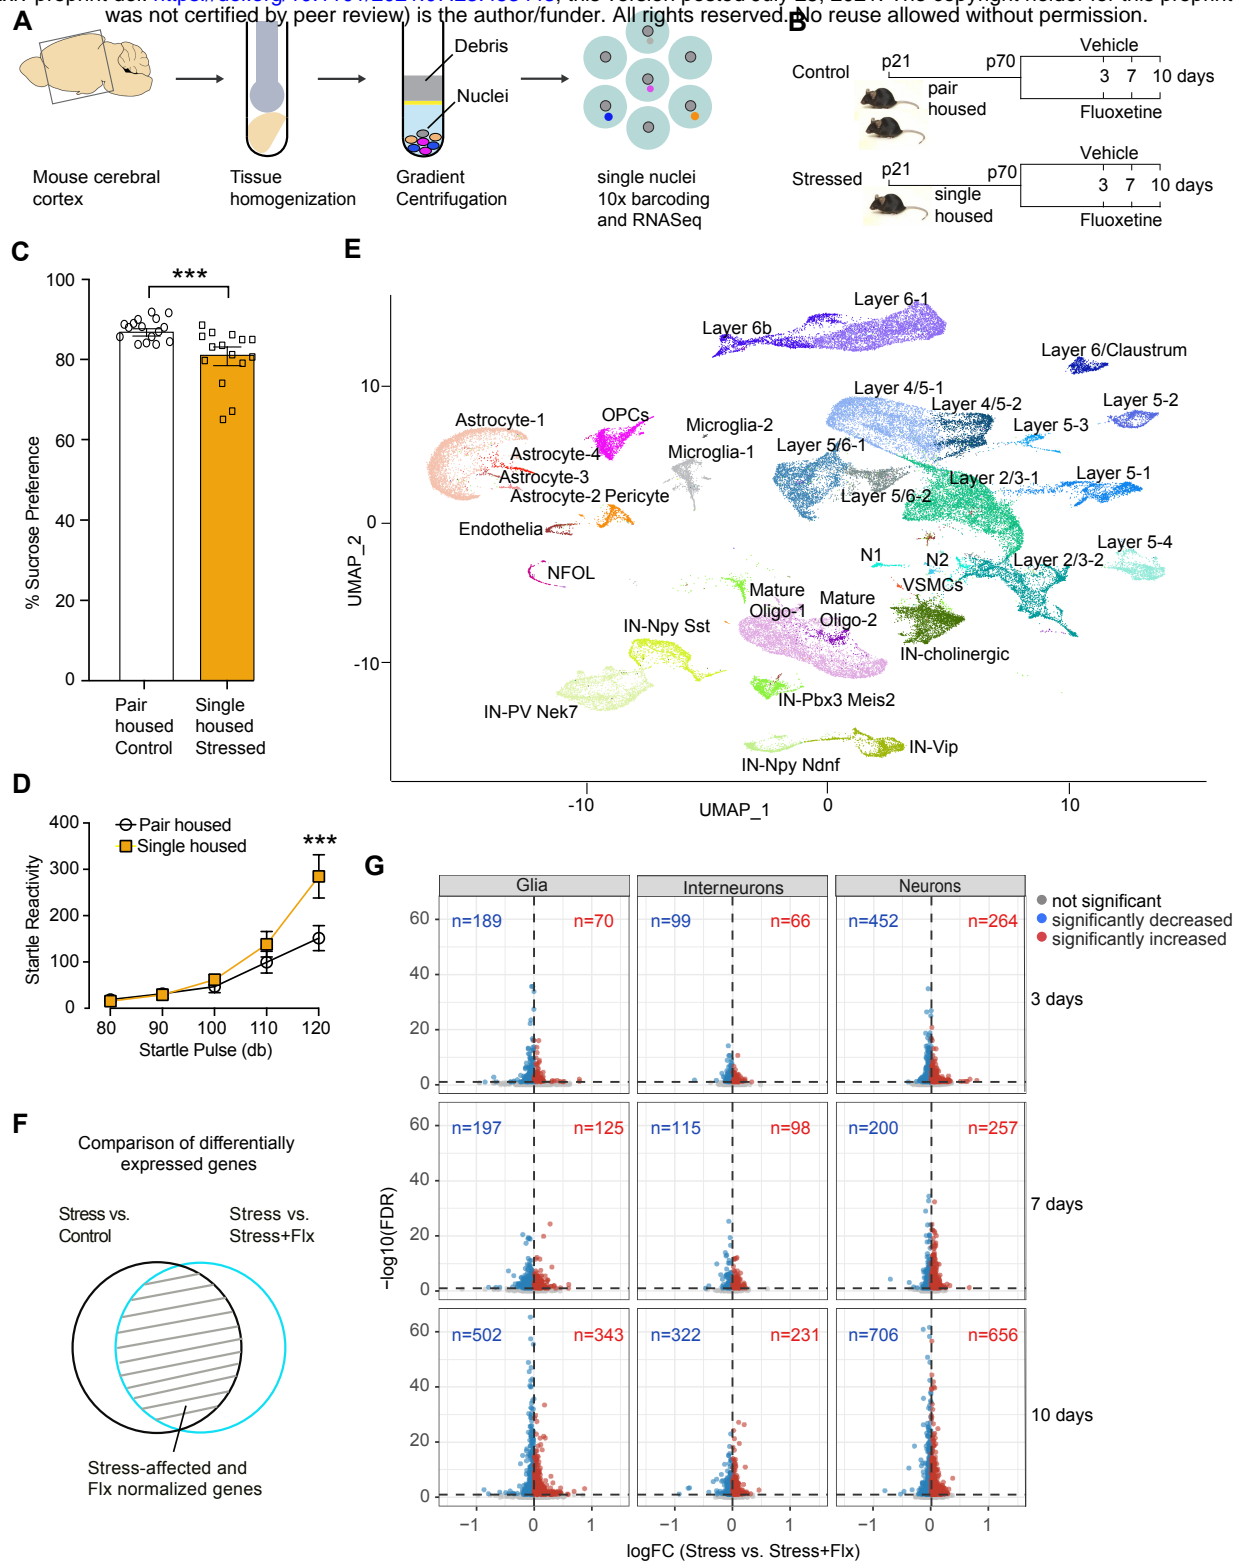 was not certified by peer review) is the author/funder. All rights reserved. No reuse allowed without permission.
A
Debris
Nuclei
Mouse cerebral
cortex
Tissue
homogenization
Gradient
Centrifugation
single nuclei
10x barcoding
and RNASeq
B
Control
p21
pair
housed
p70
Vehicle
3 7 10 days
Fluoxetine
Stressed
p21
single
housed
p70
Vehicle
3 7 10 days
Fluoxetine
C
***
% Sucrose Preference
100
80
60
40
20
0
Pair
housed
Control
Single
housed
Stressed
D
Pair housed
Single housed
***
Startle Reactivity
400
300
200
100
0
80 90 100 110 120
Startle Pulse (db)
E
UMAP_2
10
0
-10
Layer 6-1
Layer 6b
Layer 6/Claustrum
Layer 4/5-1
Layer 4/5-2
Layer 5-2
Layer 5-3
Astrocyte-1
OPCs
Microglia-2
Microglia-1
Layer 5/6-1
Astrocyte-4
Astrocyte-3
Astrocyte-2
Pericyte
Layer 5/6-2
Layer 2/3-1
Layer 5-1
Endothelia
NFOL
N1
N2
Layer 2/3-2
Layer 5-4
VSMCs
Mature
Oligo-1
Mature
Oligo-2
IN-Npy Sst
IN-cholinergic
IN-PV Nek7
IN-Pbx3 Meis2
IN-Npy Ndnf
IN-Vip
-10 0 10
UMAP_1
F
Comparison of differentially
expressed genes
Stress vs.
Control
Stress vs.
Stress+Flx
Stress-affected and
Flx normalized genes
G
Glia
Interneurons
Neurons
not significant
significantly decreased
significantly increased
−log10(FDR)
60
40
20
0
n=189 n=70
n=99 n=66
n=452 n=264
3 days
60
40
20
0
n=197 n=125
n=115 n=98
n=200 n=257
7 days
60
40
20
0
n=502 n=343
n=322 n=231
n=706 n=656
10 days
−1 0 1
−1 0 1
−1 0 1
logFC (Stress vs. Stress+Flx)